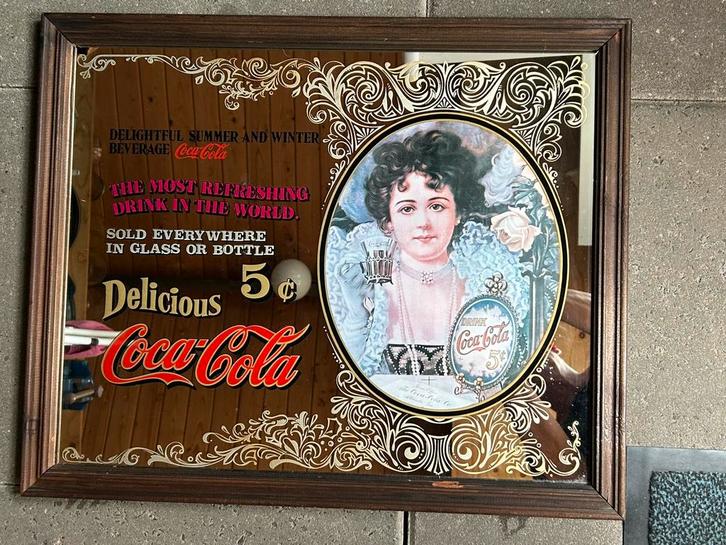 DELIGHTFUL SUMMER AND WINTER
BEVERAGE Coca-Cola
THE MOST REFRESHING
DRINK IN THE WORLD.
SOLD EVERYWHERE
IN GLASS OR BOTTLE
5¢
Delicious
Coca-Cola
DRINK
Coca-Cola
5¢